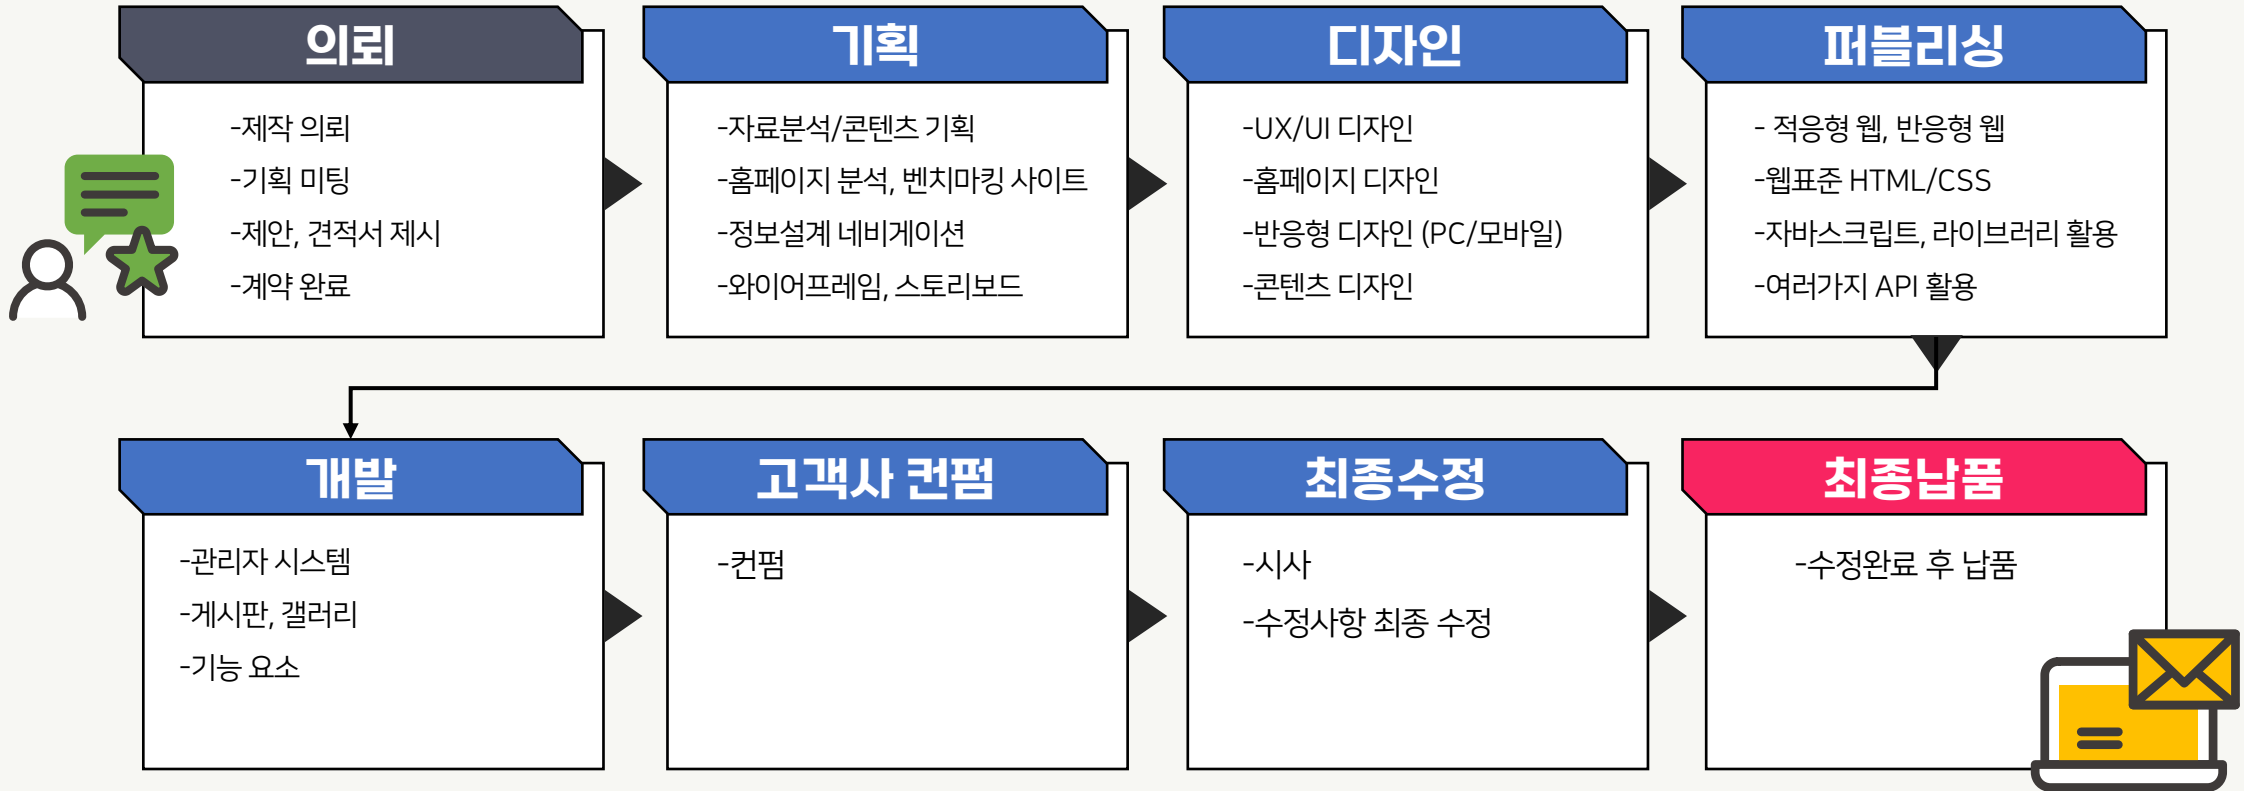 의뢰
-제작 의뢰
-기획 미팅
-제안, 견적서 제시
-계약 완료
기획
-자료분석/콘텐츠 기획
-홈페이지 분석, 벤치마킹 사이트
-정보설계 네비게이션
-와이어프레임, 스토리보드
디자인
-UX/UI 디자인
-홈페이지 디자인
-반응형 디자인 (PC/모바일)
-콘텐츠 디자인
퍼블리싱
- 적응형 웹, 반응형 웹
-웹표준 HTML/CSS
-자바스크립트, 라이브러리 활용
-여러가지 API 활용
개발
-관리자 시스템
-게시판, 갤러리
-기능 요소
고객사 컨펌
-컨펌
최종수정
-시사
-수정사항 최종 수정
최종납품
-수정완료 후 납품